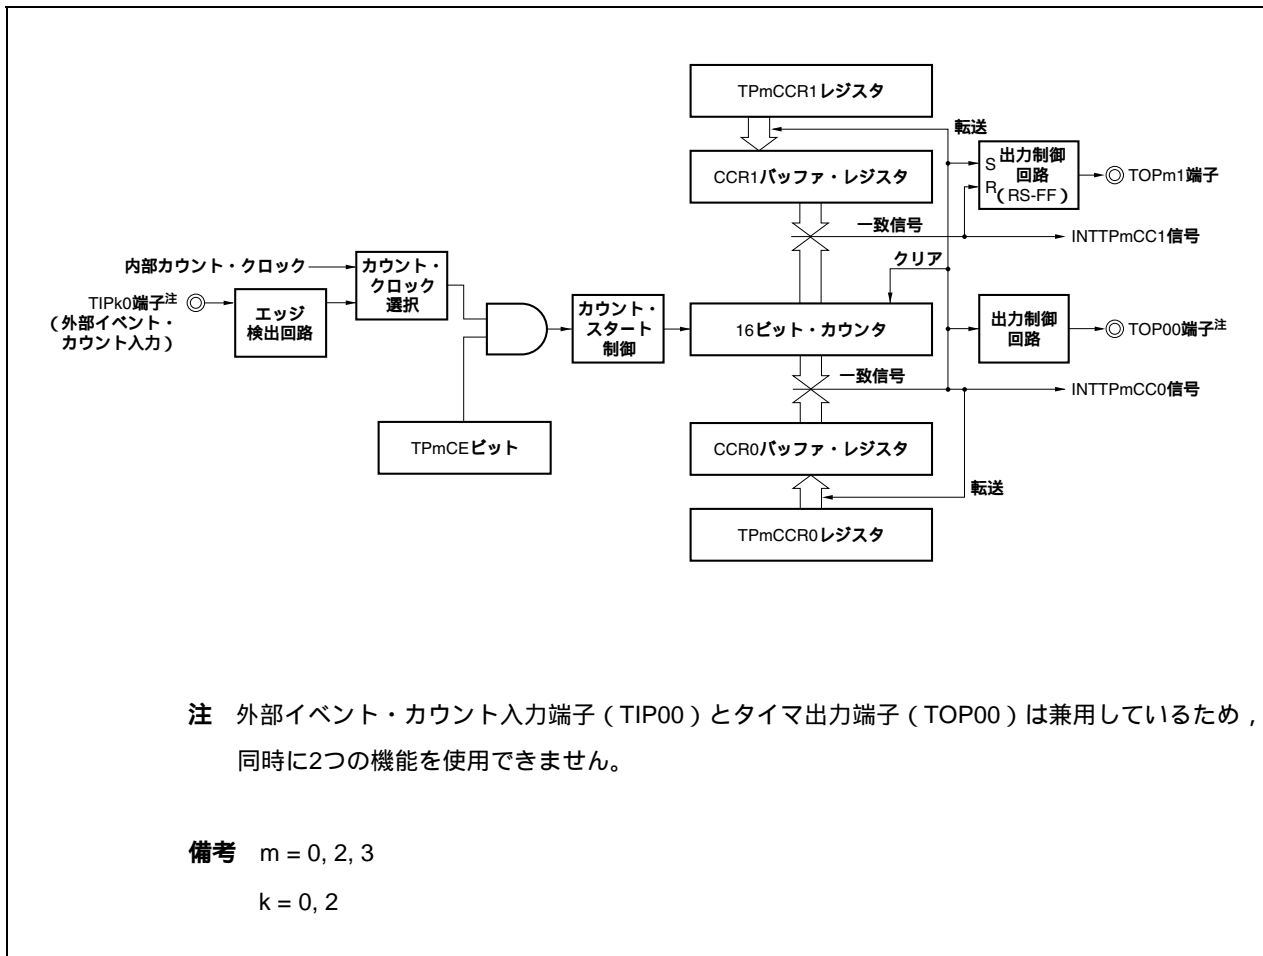 TPmCCR1レジスタ
転送
CCR1バッファ・レジスタ
S
R
出力制御
回路
(RS-FF)
TOPm1端子
一致信号
INTTPmCC1信号
クリア
内部カウント・クロック
TIPk0端子注
(外部イベント・
カウント入力)
エッジ
検出回路
カウント・
クロック
選択
カウント・
スタート
制御
16ビット・カウンタ
出力制御
回路
TOP00端子注
一致信号
INTTPmCC0信号
TPmCEビット
CCR0バッファ・レジスタ
転送
TPmCCR0レジスタ
注 外部イベント・カウント入力端子(TIP00)とタイマ出力端子(TOP00)は兼用しているため,
同時に2つの機能を使用できません。
備考 m = 0, 2, 3
k = 0, 2